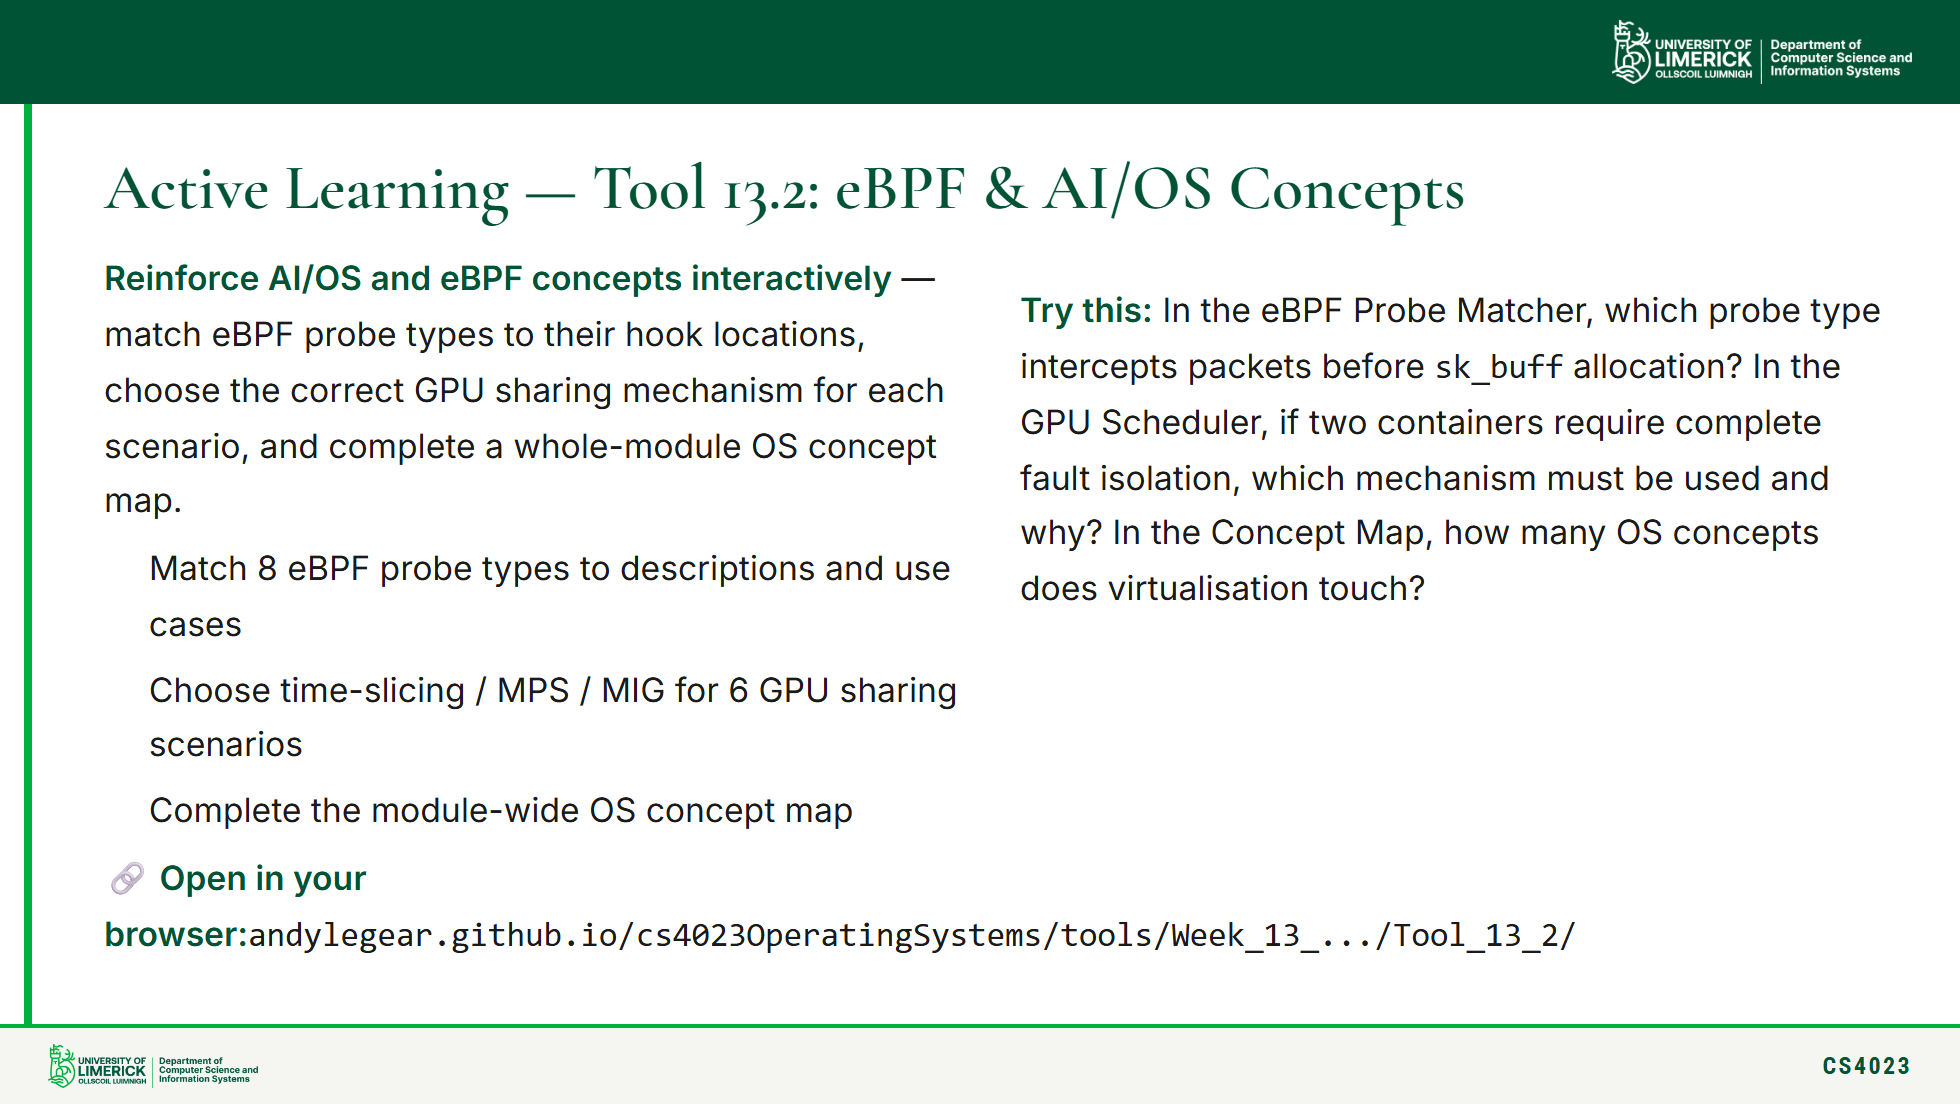 UNIVERSITY OF
LIMERICK
OLLSCOIL LUIMNIGH
Department of
Computer Science and
Information Systems
Active Learning — Tool 13.2: eBPF & AI/OS Concepts
Reinforce AI/OS and eBPF concepts interactively —
match eBPF probe types to their hook locations,
choose the correct GPU sharing mechanism for each
scenario, and complete a whole-module OS concept
map.
Match 8 eBPF probe types to descriptions and use
cases
Choose time-slicing / MPS / MIG for 6 GPU sharing
scenarios
Complete the module-wide OS concept map
🔗 Open in your
browser:andylegear.github.io/cs4023OperatingSystems/tools/Week_13_.../Tool_13_2/
Try this: In the eBPF Probe Matcher, which probe type
intercepts packets before sk_buff allocation? In the
GPU Scheduler, if two containers require complete
fault isolation, which mechanism must be used and
why? In the Concept Map, how many OS concepts
does virtualisation touch?
UNIVERSITY OF
LIMERICK
OLLSCOIL LUIMNIGH
Department of
Computer Science and
Information Systems
CS4023